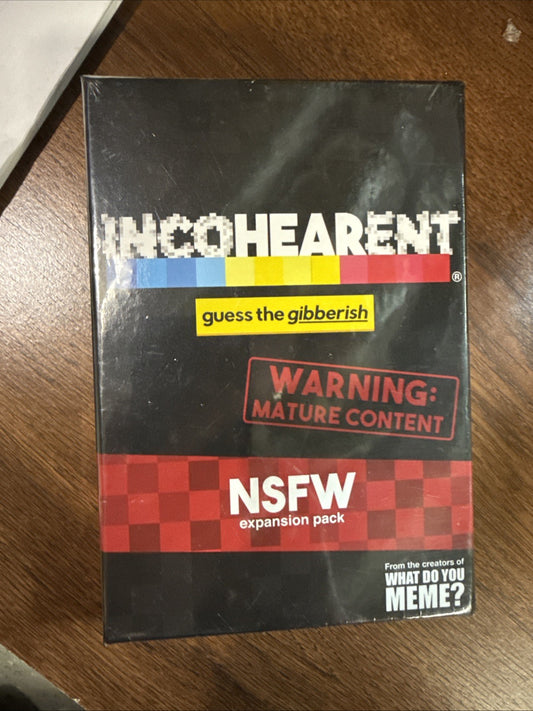 INCOHEARENT®
guess the gibberish
WARNING:
MATURE CONTENT
NSFW
expansion pack
From the creators of
WHAT DO YOU
MEME?